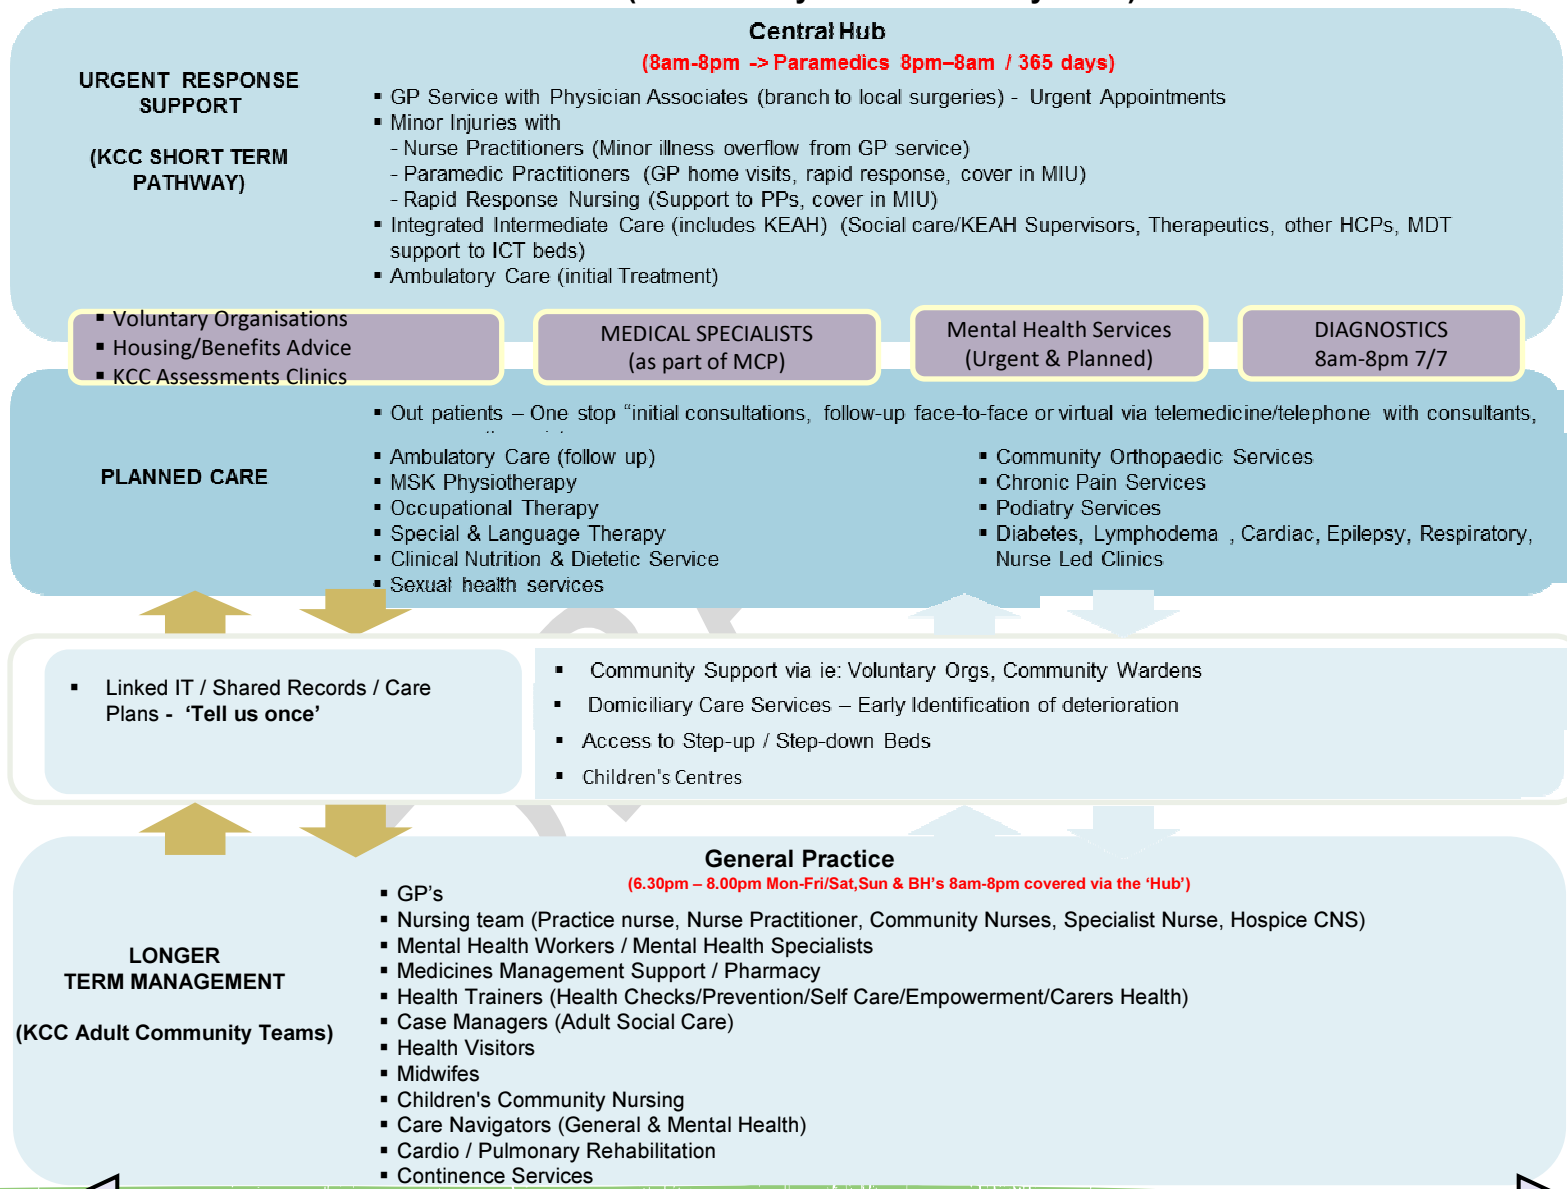 Central Hub
(8am-8pm -> Paramedics 8pm–8am / 365 days)
URGENT RESPONSE
SUPPORT
(KCC SHORT TERM
PATHWAY)
▪ GP Service with Physician Associates (branch to local surgeries) - Urgent Appointments
▪ Minor Injuries with
- Nurse Practitioners (Minor illness overflow from GP service)
- Paramedic Practitioners (GP home visits, rapid response, cover in MIU)
- Rapid Response Nursing (Support to PPs, cover in MIU)
▪ Integrated Intermediate Care (includes KEAH) (Social care/KEAH Supervisors, Therapeutics, other HCPs, MDT
support to ICT beds)
▪ Ambulatory Care (initial Treatment)
▪ Voluntary Organisations
▪ Housing/Benefits Advice
▪ KCC Assessments Clinics
MEDICAL SPECIALISTS
(as part of MCP)
Mental Health Services
(Urgent & Planned)
DIAGNOSTICS
8am-8pm 7/7
PLANNED CARE
▪ Out patients – One stop “initial consultations, follow-up face-to-face or virtual via telemedicine/telephone with consultants,
▪ Ambulatory Care (follow up)
▪ MSK Physiotherapy
▪ Occupational Therapy
▪ Special & Language Therapy
▪ Clinical Nutrition & Dietetic Service
▪ Sexual health services
▪ Community Orthopaedic Services
▪ Chronic Pain Services
▪ Podiatry Services
▪ Diabetes, Lymphodema , Cardiac, Epilepsy, Respiratory,
Nurse Led Clinics
▪ Linked IT / Shared Records / Care
Plans - ‘Tell us once’
▪ Community Support via ie: Voluntary Orgs, Community Wardens
▪ Domiciliary Care Services – Early Identification of deterioration
▪ Access to Step-up / Step-down Beds
▪ Children's Centres
General Practice
(6.30pm – 8.00pm Mon-Fri/Sat,Sun & BH’s 8am-8pm covered via the ‘Hub’)
LONGER
TERM MANAGEMENT
(KCC Adult Community Teams)
▪ GP’s
▪ Nursing team (Practice nurse, Nurse Practitioner, Community Nurses, Specialist Nurse, Hospice CNS)
▪ Mental Health Workers / Mental Health Specialists
▪ Medicines Management Support / Pharmacy
▪ Health Trainers (Health Checks/Prevention/Self Care/Empowerment/Carers Health)
▪ Case Managers (Adult Social Care)
▪ Health Visitors
▪ Midwifes
▪ Children's Community Nursing
▪ Care Navigators (General & Mental Health)
▪ Cardio / Pulmonary Rehabilitation
▪ Continence Services